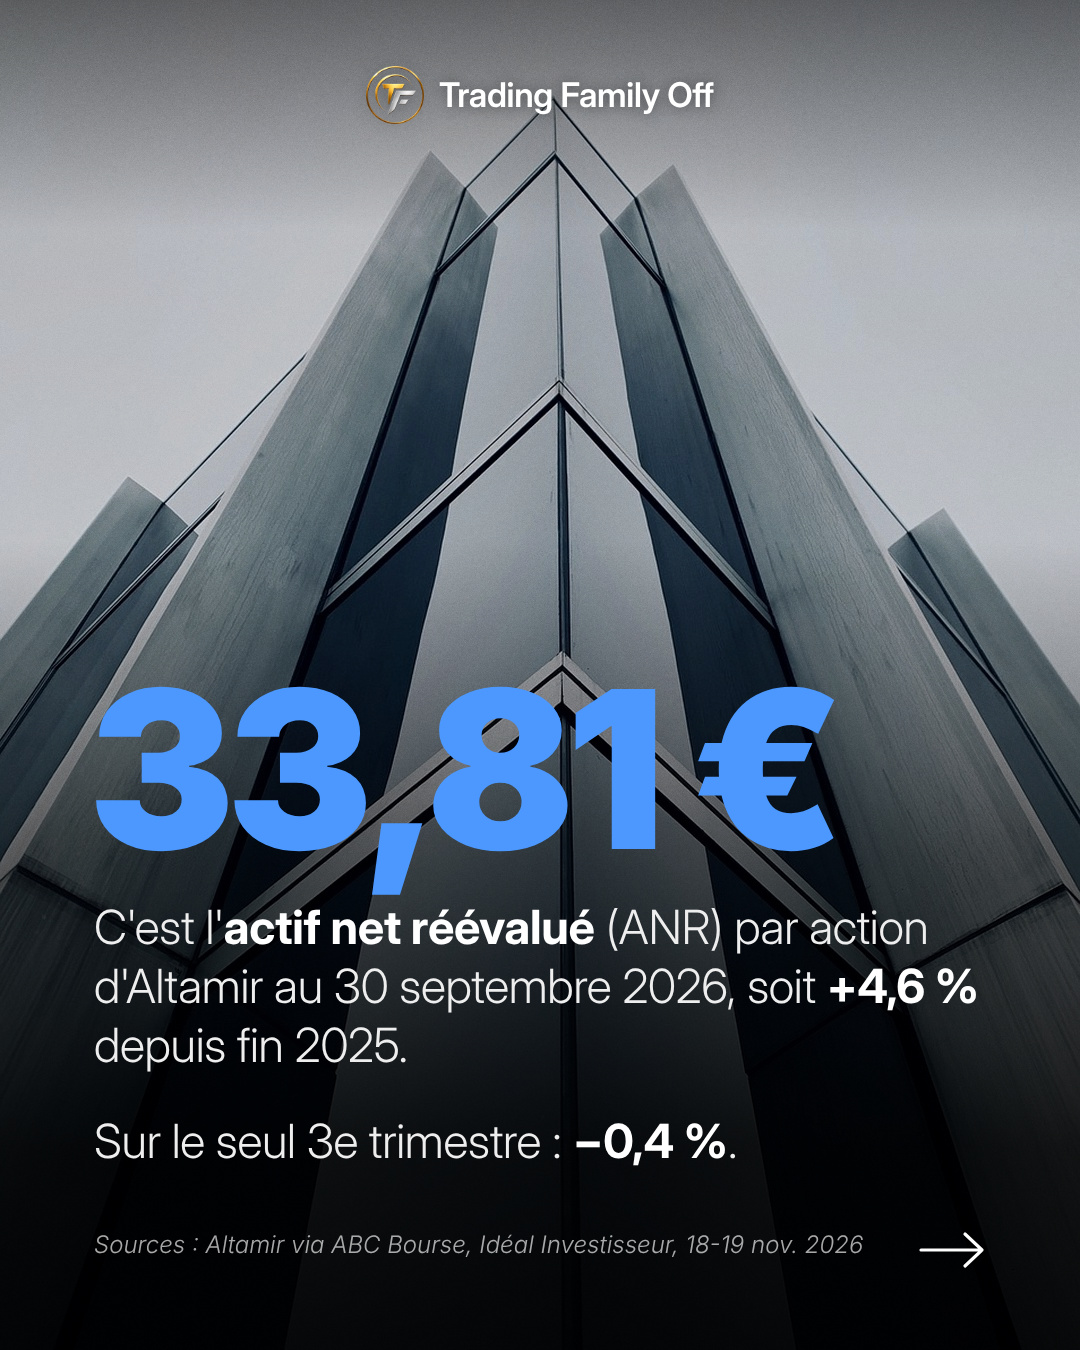 TF Trading Family Off
33,81 €
C'est l'actif net réévalué (ANR) par action
d'Altamir au 30 septembre 2026, soit +4,6 %
depuis fin 2025.
Sur le seul 3e trimestre : −0,4 %.
Sources : Altamir via ABC Bourse, Idéal Investisseur, 18-19 nov. 2026